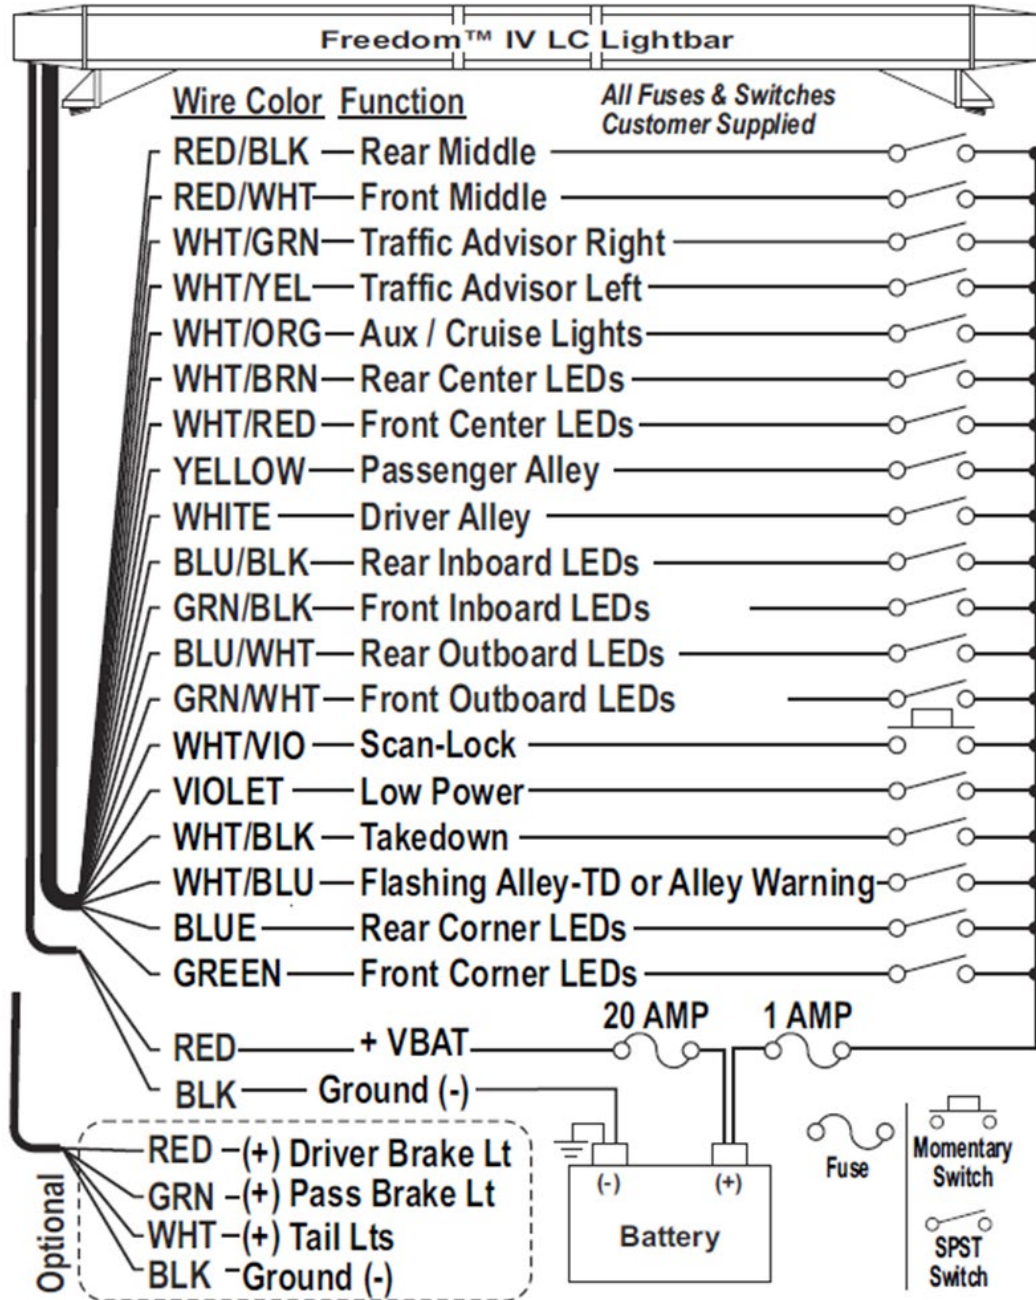 Freedom™ IV LC Lightbar
Wire Color Function
All Fuses & Switches
Customer Supplied
RED/BLK Rear Middle
RED/WHT Front Middle
WHT/GRN Traffic Advisor Right
WHT/YEL Traffic Advisor Left
WHT/ORG Aux / Cruise Lights
WHT/BRN Rear Center LEDs
WHT/RED Front Center LEDs
YELLOW Passenger Alley
WHITE Driver Alley
BLU/BLK Rear Inboard LEDs
GRN/BLK Front Inboard LEDs
BLU/WHT Rear Outboard LEDs
GRN/WHT Front Outboard LEDs
WHT/VIO Scan-Lock
VIOLET Low Power
WHT/BLK Takedown
WHT/BLU Flashing Alley-TD or Alley Warning
BLUE Rear Corner LEDs
GREEN Front Corner LEDs
20 AMP 1 AMP
RED + VBAT
BLK Ground (-)
Optional
RED (+) Driver Brake Lt
GRN (+) Pass Brake Lt
WHT (+) Tail Lts
BLK Ground (-)
(-) (+)
Battery
Fuse
Momentary
Switch
SPST
Switch